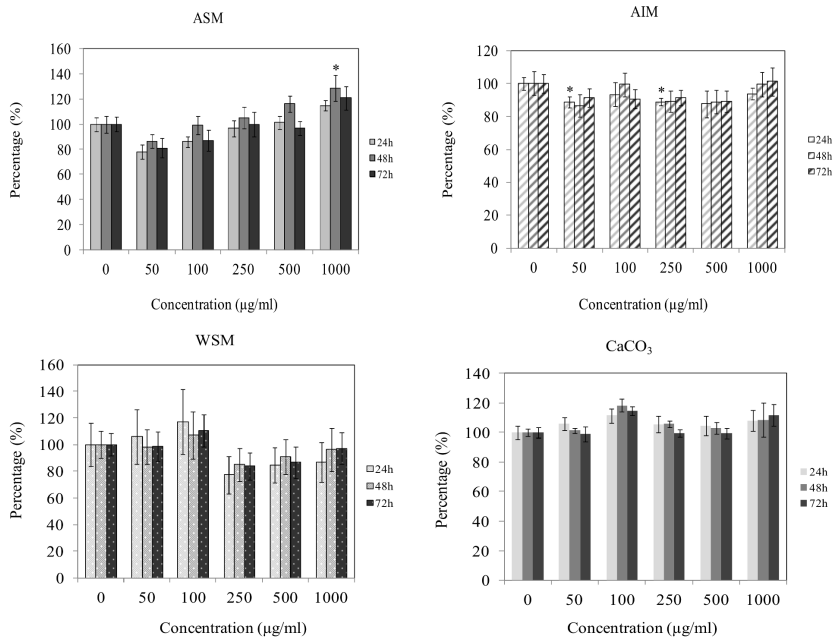 ASM
160
140
120
100
80
60
40
20
0
Percentage (%)
*
24h
48h
72h
0 50 100 250 500 1000
Concentration (µg/ml)
AIM
120
100
80
60
40
20
0
Percentage (%)
* *
24h
48h
72h
0 50 100 250 500 1000
Concentration (µg/ml)
WSM
160
140
120
100
80
60
40
20
0
Percentage (%)
24h
48h
72h
0 50 100 250 500 1000
Concentration (µg/ml)
CaCO₃
140
120
100
80
60
40
20
0
Percentage (%)
24h
48h
72h
0 50 100 250 500 1000
Concentration (µg/ml)